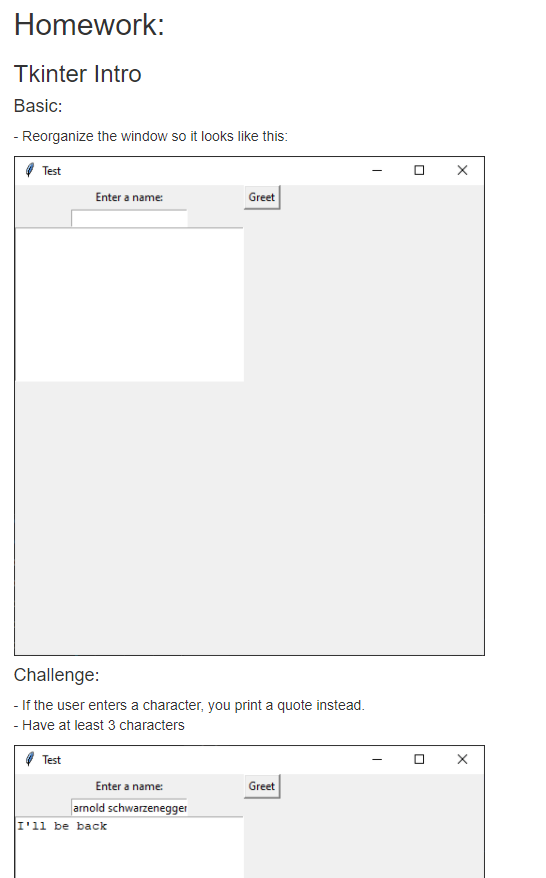 Homework:
Tkinter Intro
Basic:
- Reorganize the window so it looks like this:
Test
Enter a name:
Greet
Challenge:
- If the user enters a character, you print a quote instead.
- Have at least 3 characters
Test
Enter a name:
Greet
arnold schwarzenegger
I'll be back